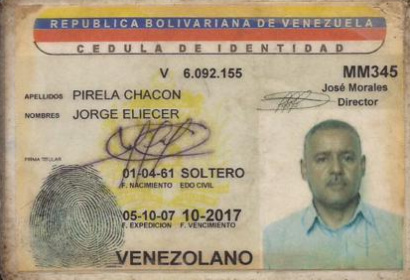 REPUBLICA BOLIVARIANA DE VENEZUELA
CEDULA DE IDENTIDAD
V 6.092.155
MM345
José Morales
Director
APELLIDOS PIRELA CHACON
NOMBRES JORGE ELIECER
FIRMA TITULAR
01-04-61 SOLTERO
F. NACIMIENTO EDO CIVIL
05-10-07 10-2017
F. EXPEDICION F. VENCIMIENTO
VENEZOLANO